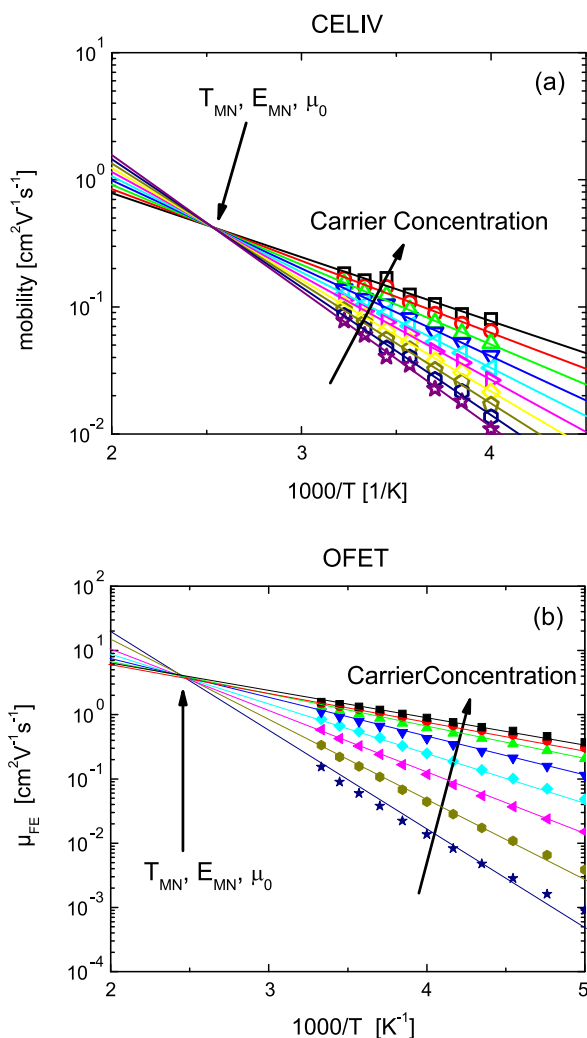 CELIV
(a)
T_MN, E_MN, μ_0
Carrier Concentration
mobility [cm²V⁻¹s⁻¹]
10¹
10⁰
10⁻¹
10⁻²
2
3
4
1000/T [1/K]
OFET
(b)
CarrierConcentration
T_MN, E_MN, μ_0
μ_FE [cm²V⁻¹s⁻¹]
10²
10¹
10⁰
10⁻¹
10⁻²
10⁻³
10⁻⁴
2
3
4
5
1000/T [K⁻¹]